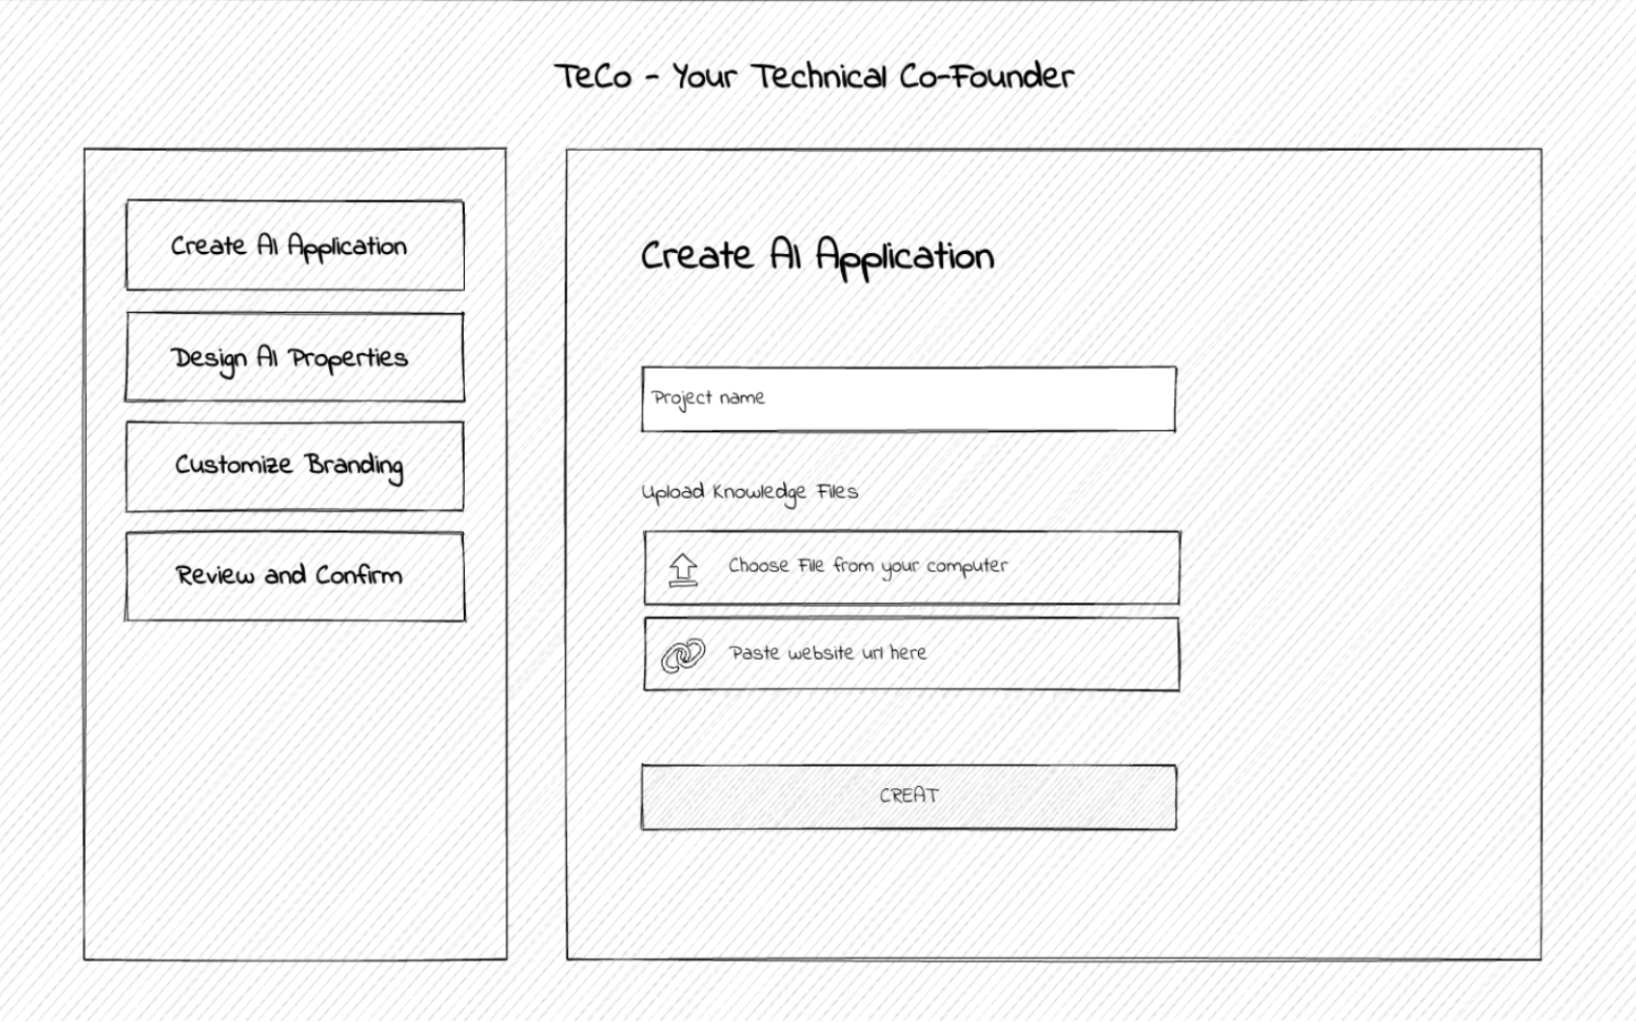 TeCo - Your Technical Co-Founder
Create AI Application
Design AI Properties
Customize Branding
Review and Confirm
Create AI Application
Project name
Upload Knowledge Files
Choose File from your computer
Paste website url here
CREAT